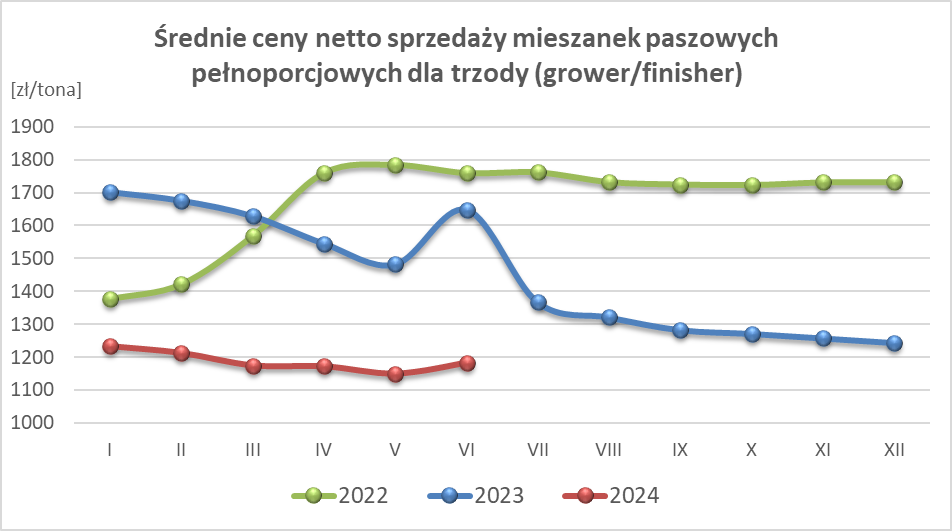 Średnie ceny netto sprzedaży mieszanek paszowych
pełnoporcjowych dla trzody (grower/finisher)
[zł/tona]
1900
1800
1700
1600
1500
1400
1300
1200
1100
1000
I II III IV V VI VII VIII IX X XI XII
2022 2023 2024